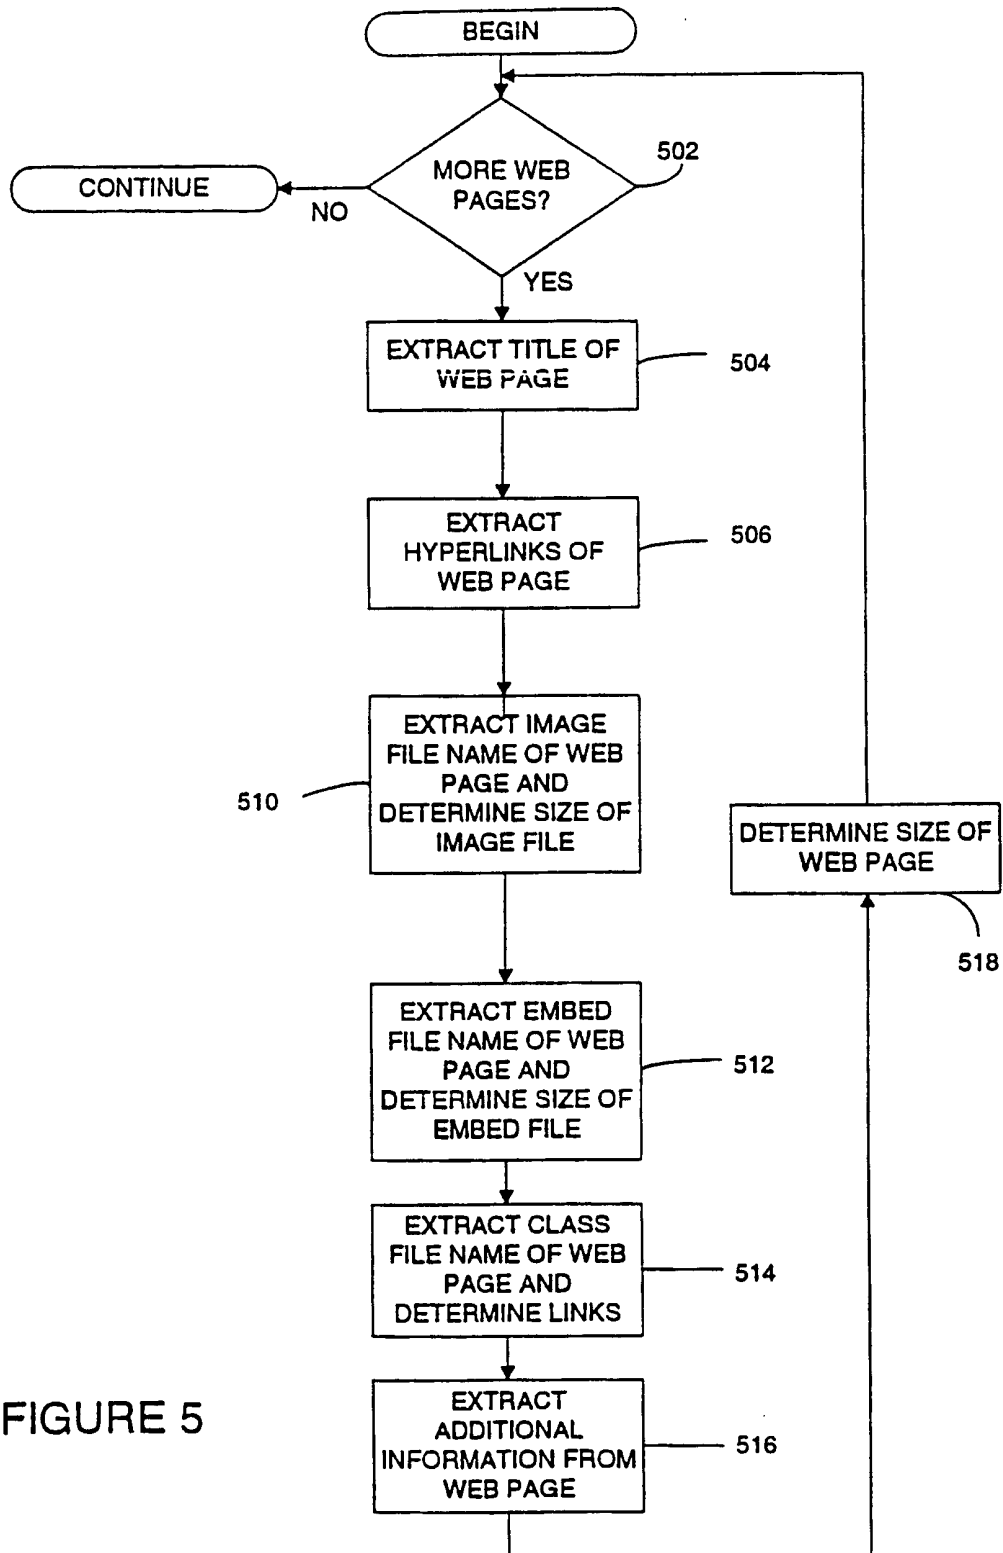 BEGIN
MORE WEB
PAGES?
502
CONTINUE
NO
YES
EXTRACT TITLE OF
WEB PAGE
504
EXTRACT
HYPERLINKS OF
WEB PAGE
506
EXTRACT IMAGE
FILE NAME OF WEB
PAGE AND
DETERMINE SIZE OF
IMAGE FILE
510
DETERMINE SIZE OF
WEB PAGE
518
EXTRACT EMBED
FILE NAME OF WEB
PAGE AND
DETERMINE SIZE OF
EMBED FILE
512
EXTRACT CLASS
FILE NAME OF WEB
PAGE AND
DETERMINE LINKS
514
EXTRACT
ADDITIONAL
INFORMATION FROM
WEB PAGE
516
FIGURE 5